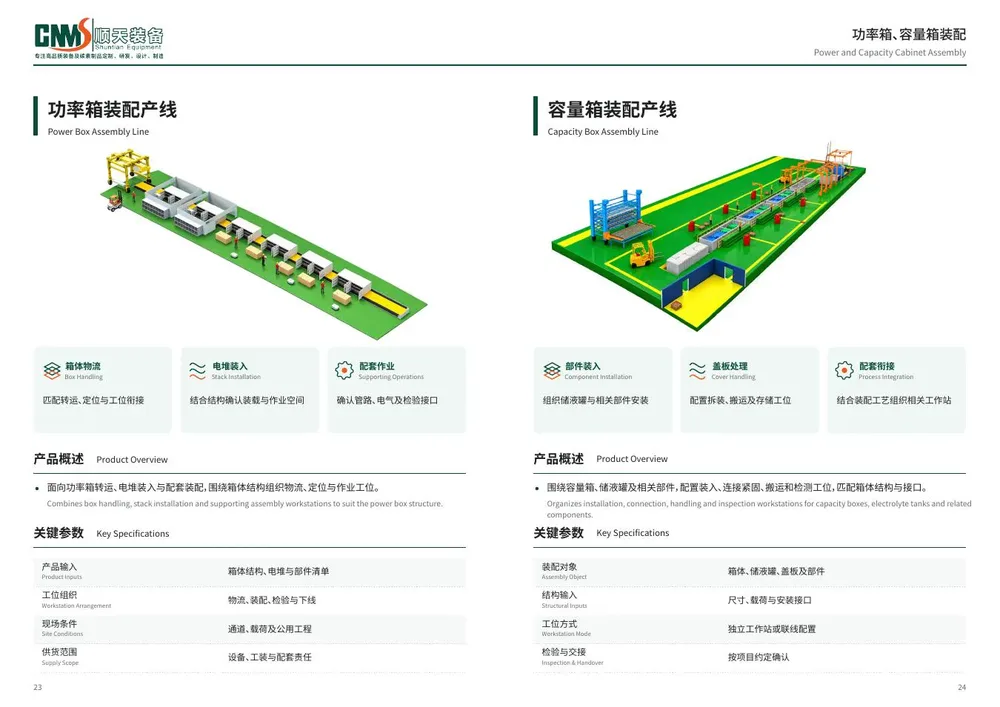 CNMS 顺天装备
Shuntian Equipment
专注高品质装备及碳素制品定制、研发、设计、制造
功率箱、容量箱装配
Power and Capacity Cabinet Assembly
功率箱装配产线
Power Box Assembly Line
箱体物流
Box Handling
匹配转运、定位与工位衔接
电堆装入
Stack Installation
结合结构确认装载与作业空间
配套作业
Supporting Operations
确认管路、电气及检验接口
产品概述 Product Overview
• 面向功率箱转运、电堆装入与配套装配，围绕箱体结构组织物流、定位与作业工位。
Combines box handling, stack installation and supporting assembly workstations to suit the power box structure.
关键参数 Key Specifications
产品输入 箱体结构、电堆与部件清单
Product Inputs
工位组织 物流、装配、检验与下线
Workstation Arrangement
现场条件 通道、载荷及公用工程
Site Conditions
供货范围 设备、工装与配套责任
Supply Scope
23
容量箱装配产线
Capacity Box Assembly Line
部件装入
Component Installation
组织储液罐与相关部件安装
盖板处理
Cover Handling
配置拆装、搬运及存储工位
配套衔接
Process Integration
结合装配工艺组织相关工作站
产品概述 Product Overview
• 围绕容量箱、储液罐及相关部件，配置装入、连接紧固、搬运和检测工位，匹配箱体结构与接口。
Organizes installation, connection, handling and inspection workstations for capacity boxes, electrolyte tanks and related
components.
关键参数 Key Specifications
装配对象 箱体、储液罐、盖板及部件
Assembly Object
结构输入 尺寸、载荷与安装接口
Structural Inputs
工位方式 独立工作站或联线配置
Workstation Mode
检验与交接 按项目约定确认
Inspection & Handover
24